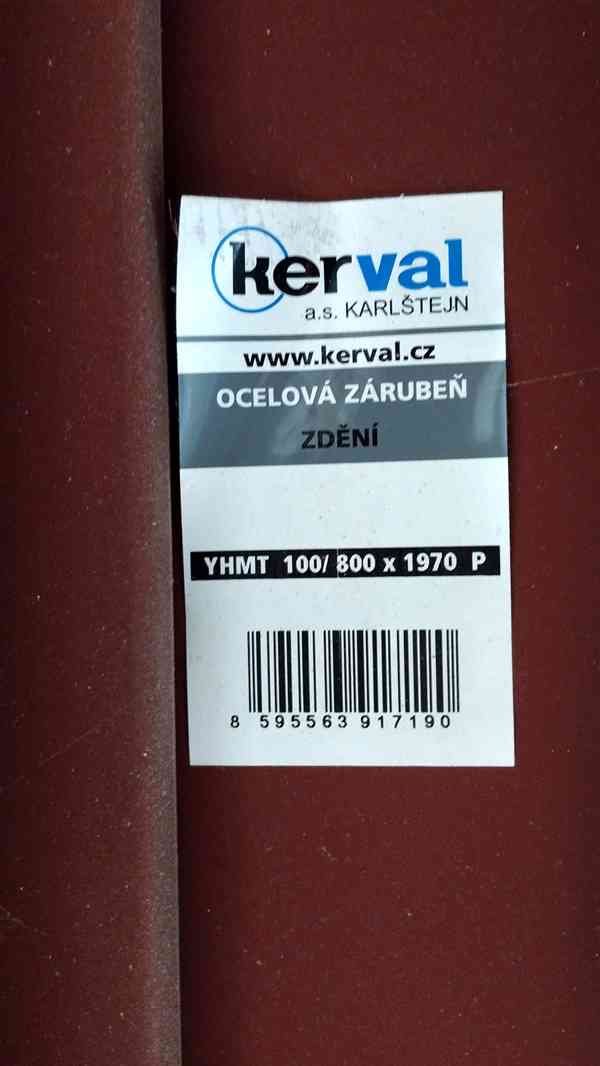 kerval
a.s. KARLŠTEJN
www.kerval.cz
OCELOVÁ ZÁRUBEŇ
ZDĚNÍ
YHMT 100/ 800 x 1970 P
8 595563 917190